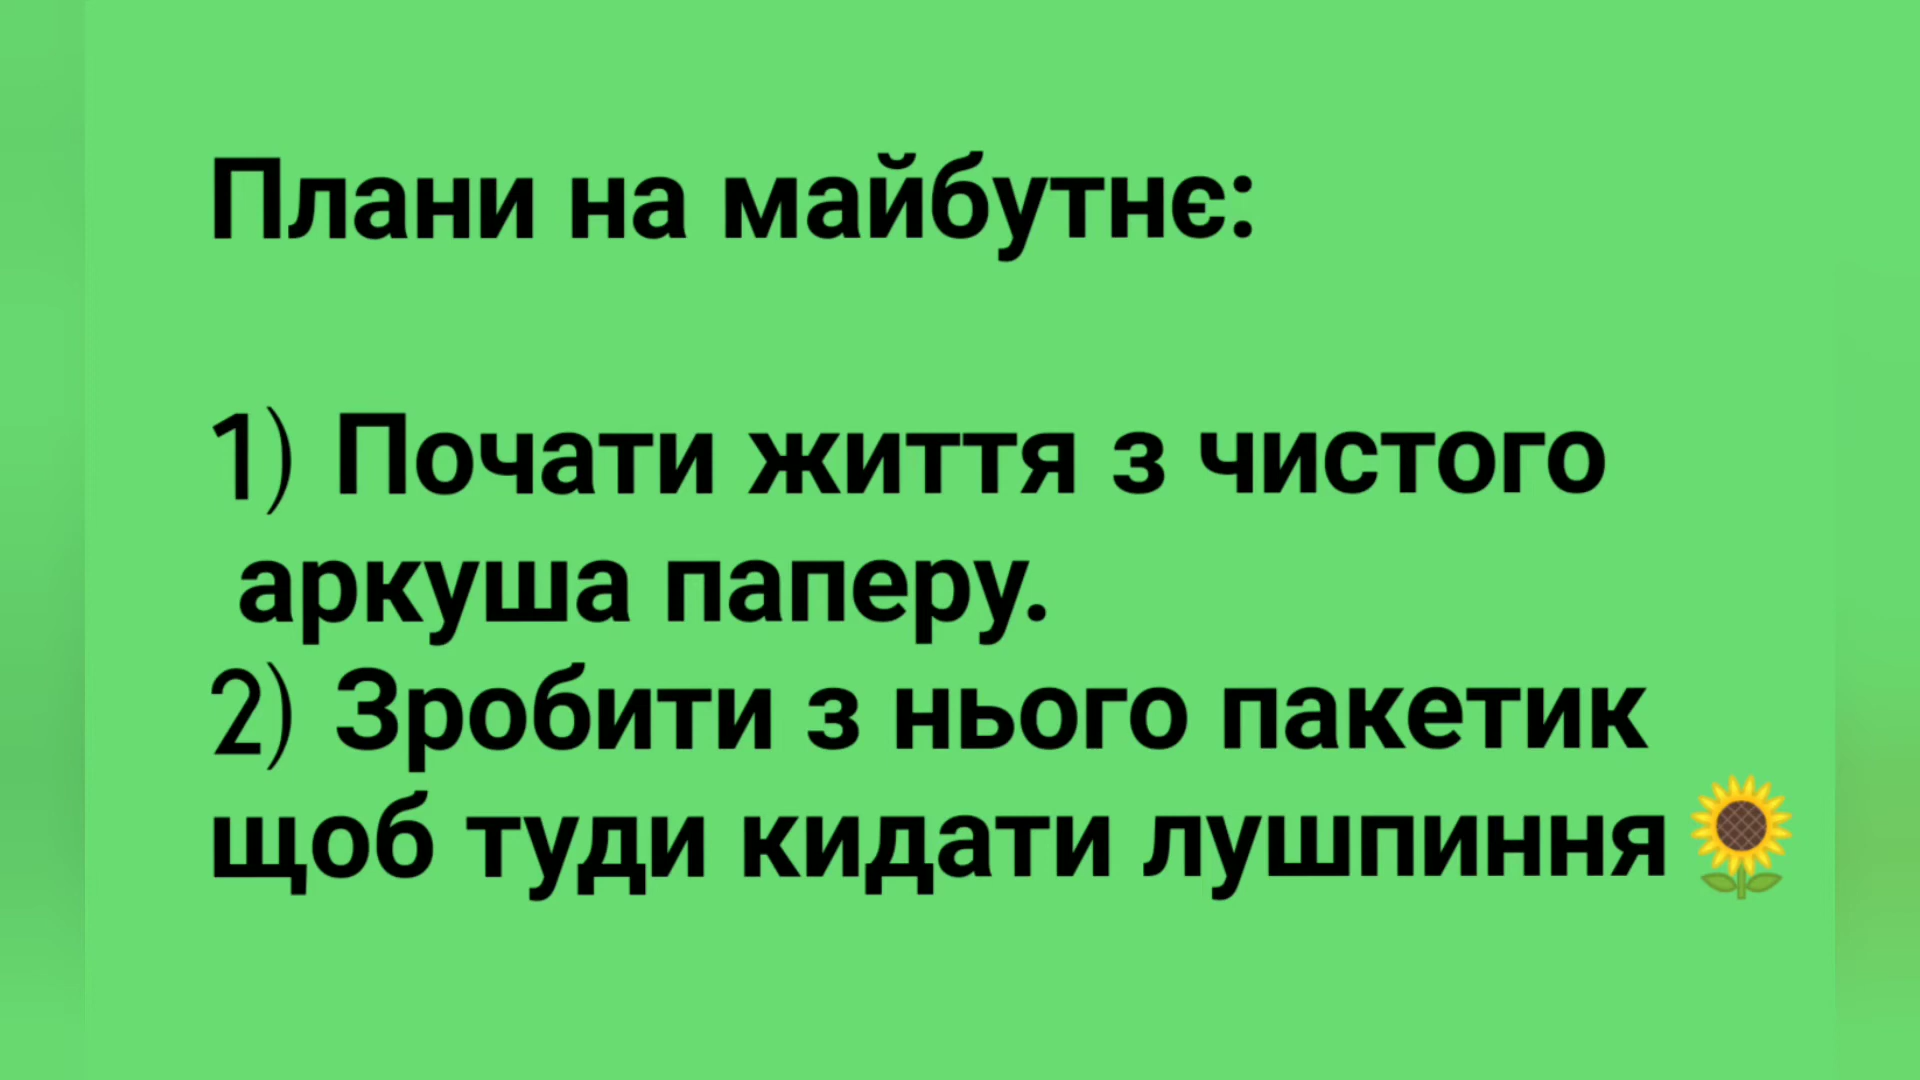 Плани на майбутнє:
1) Почати життя з чистого
аркуша паперу.
2) Зробити з нього пакетик
щоб туди кидати лушпиння🌻